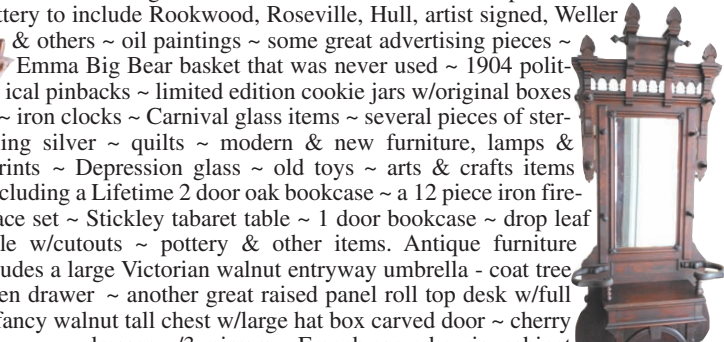 ttery to include Rookwood, Roseville, Hull, artist signed, Weller
& others ~ oil paintings ~ some great advertising pieces ~
Emma Big Bear basket that was never used ~ 1904 polit-
ical pinbacks ~ limited edition cookie jars w/original boxes
~ iron clocks ~ Carnival glass items ~ several pieces of ster-
ing silver ~ quilts ~ modern & new furniture, lamps &
rints ~ Depression glass ~ old toys ~ arts & crafts items
cluding a Lifetime 2 door oak bookcase ~ a 12 piece iron fire-
ace set ~ Stickley tabaret table ~ 1 door bookcase ~ drop leaf
le w/cutouts ~ pottery & other items. Antique furniture
udes a large Victorian walnut entryway umbrella - coat tree
en drawer ~ another great raised panel roll top desk w/full
fancy walnut tall chest w/large hat box carved door ~ cherry